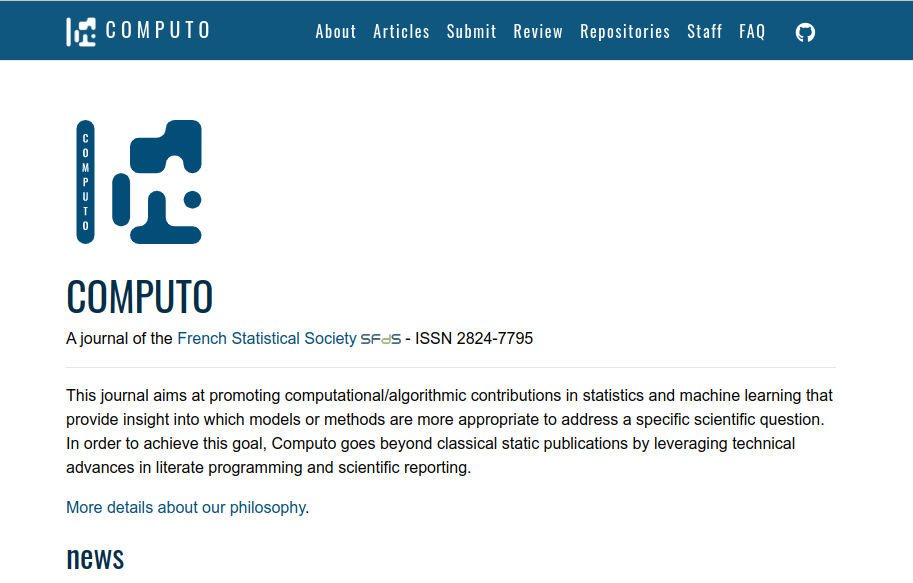 COMPUTO
About Articles Submit Review Repositories Staff FAQ
COMPUTO
COMPUTO
A journal of the French Statistical Society SFdS - ISSN 2824-7795
This journal aims at promoting computational/algorithmic contributions in statistics and machine learning that
provide insight into which models or methods are more appropriate to address a specific scientific question.
In order to achieve this goal, Computo goes beyond classical static publications by leveraging technical
advances in literate programming and scientific reporting.
More details about our philosophy.
news